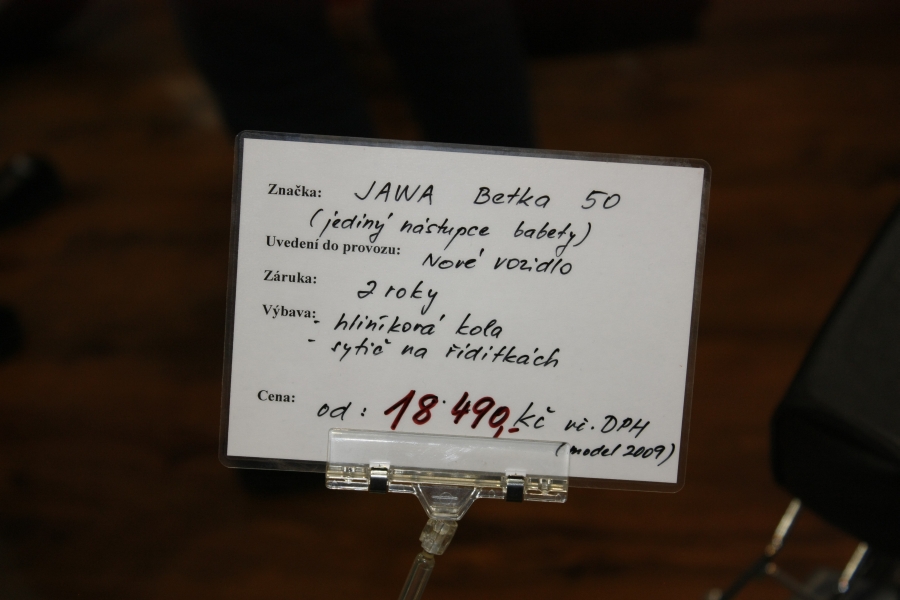 Značka: JAWA Betka 50
(jediný nástupce babety)
Uvedení do provozu: Nové vozidlo
Záruka: 2 roky
Výbava: - hliníková kola
- sytič na řídítkách
Cena: od: 18 490,- Kč vč. DPH
(model 2009)